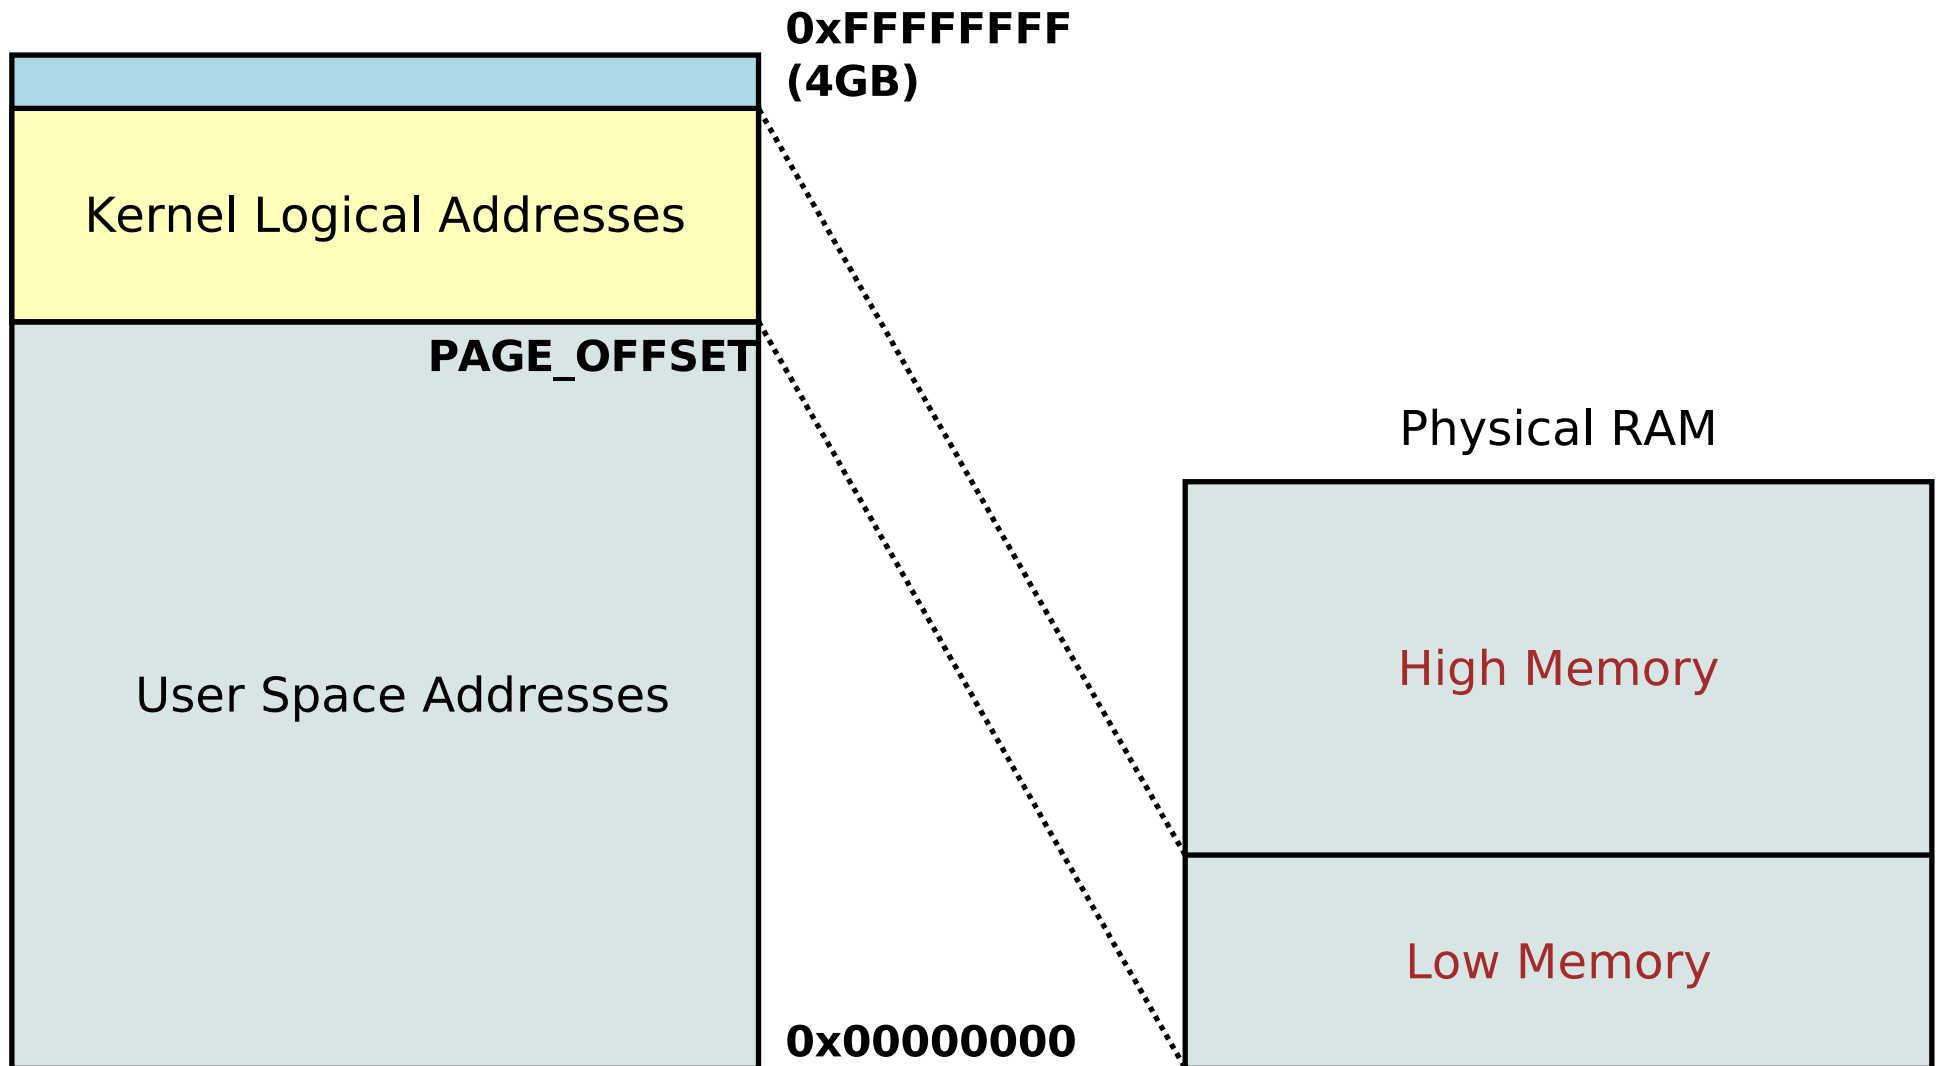 0xFFFFFFFF
(4GB)
Kernel Logical Addresses
PAGE_OFFSET
User Space Addresses
0x00000000
Physical RAM
High Memory
Low Memory